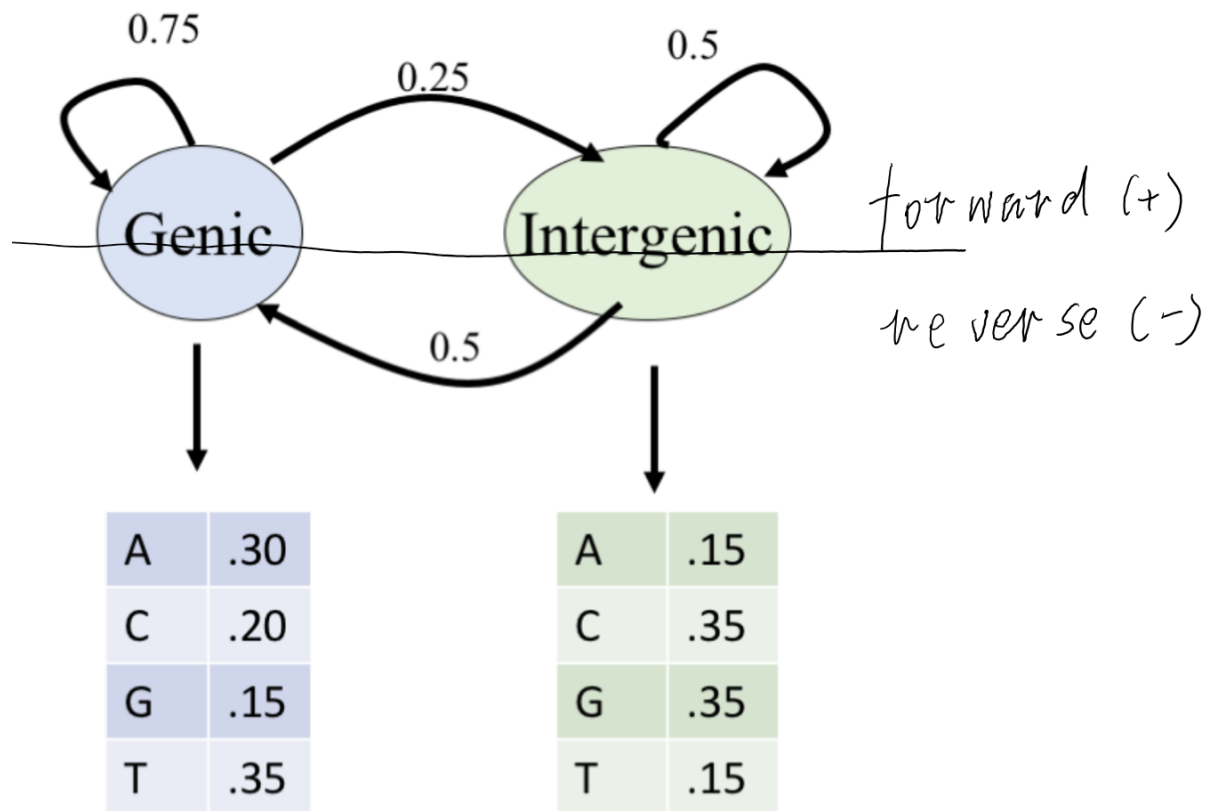 0.75
0.25
0.5
Genic
Intergenic
forward (+)
reverse (-)
0.5
A .30
C .20
G .15
T .35
A .15
C .35
G .35
T .15